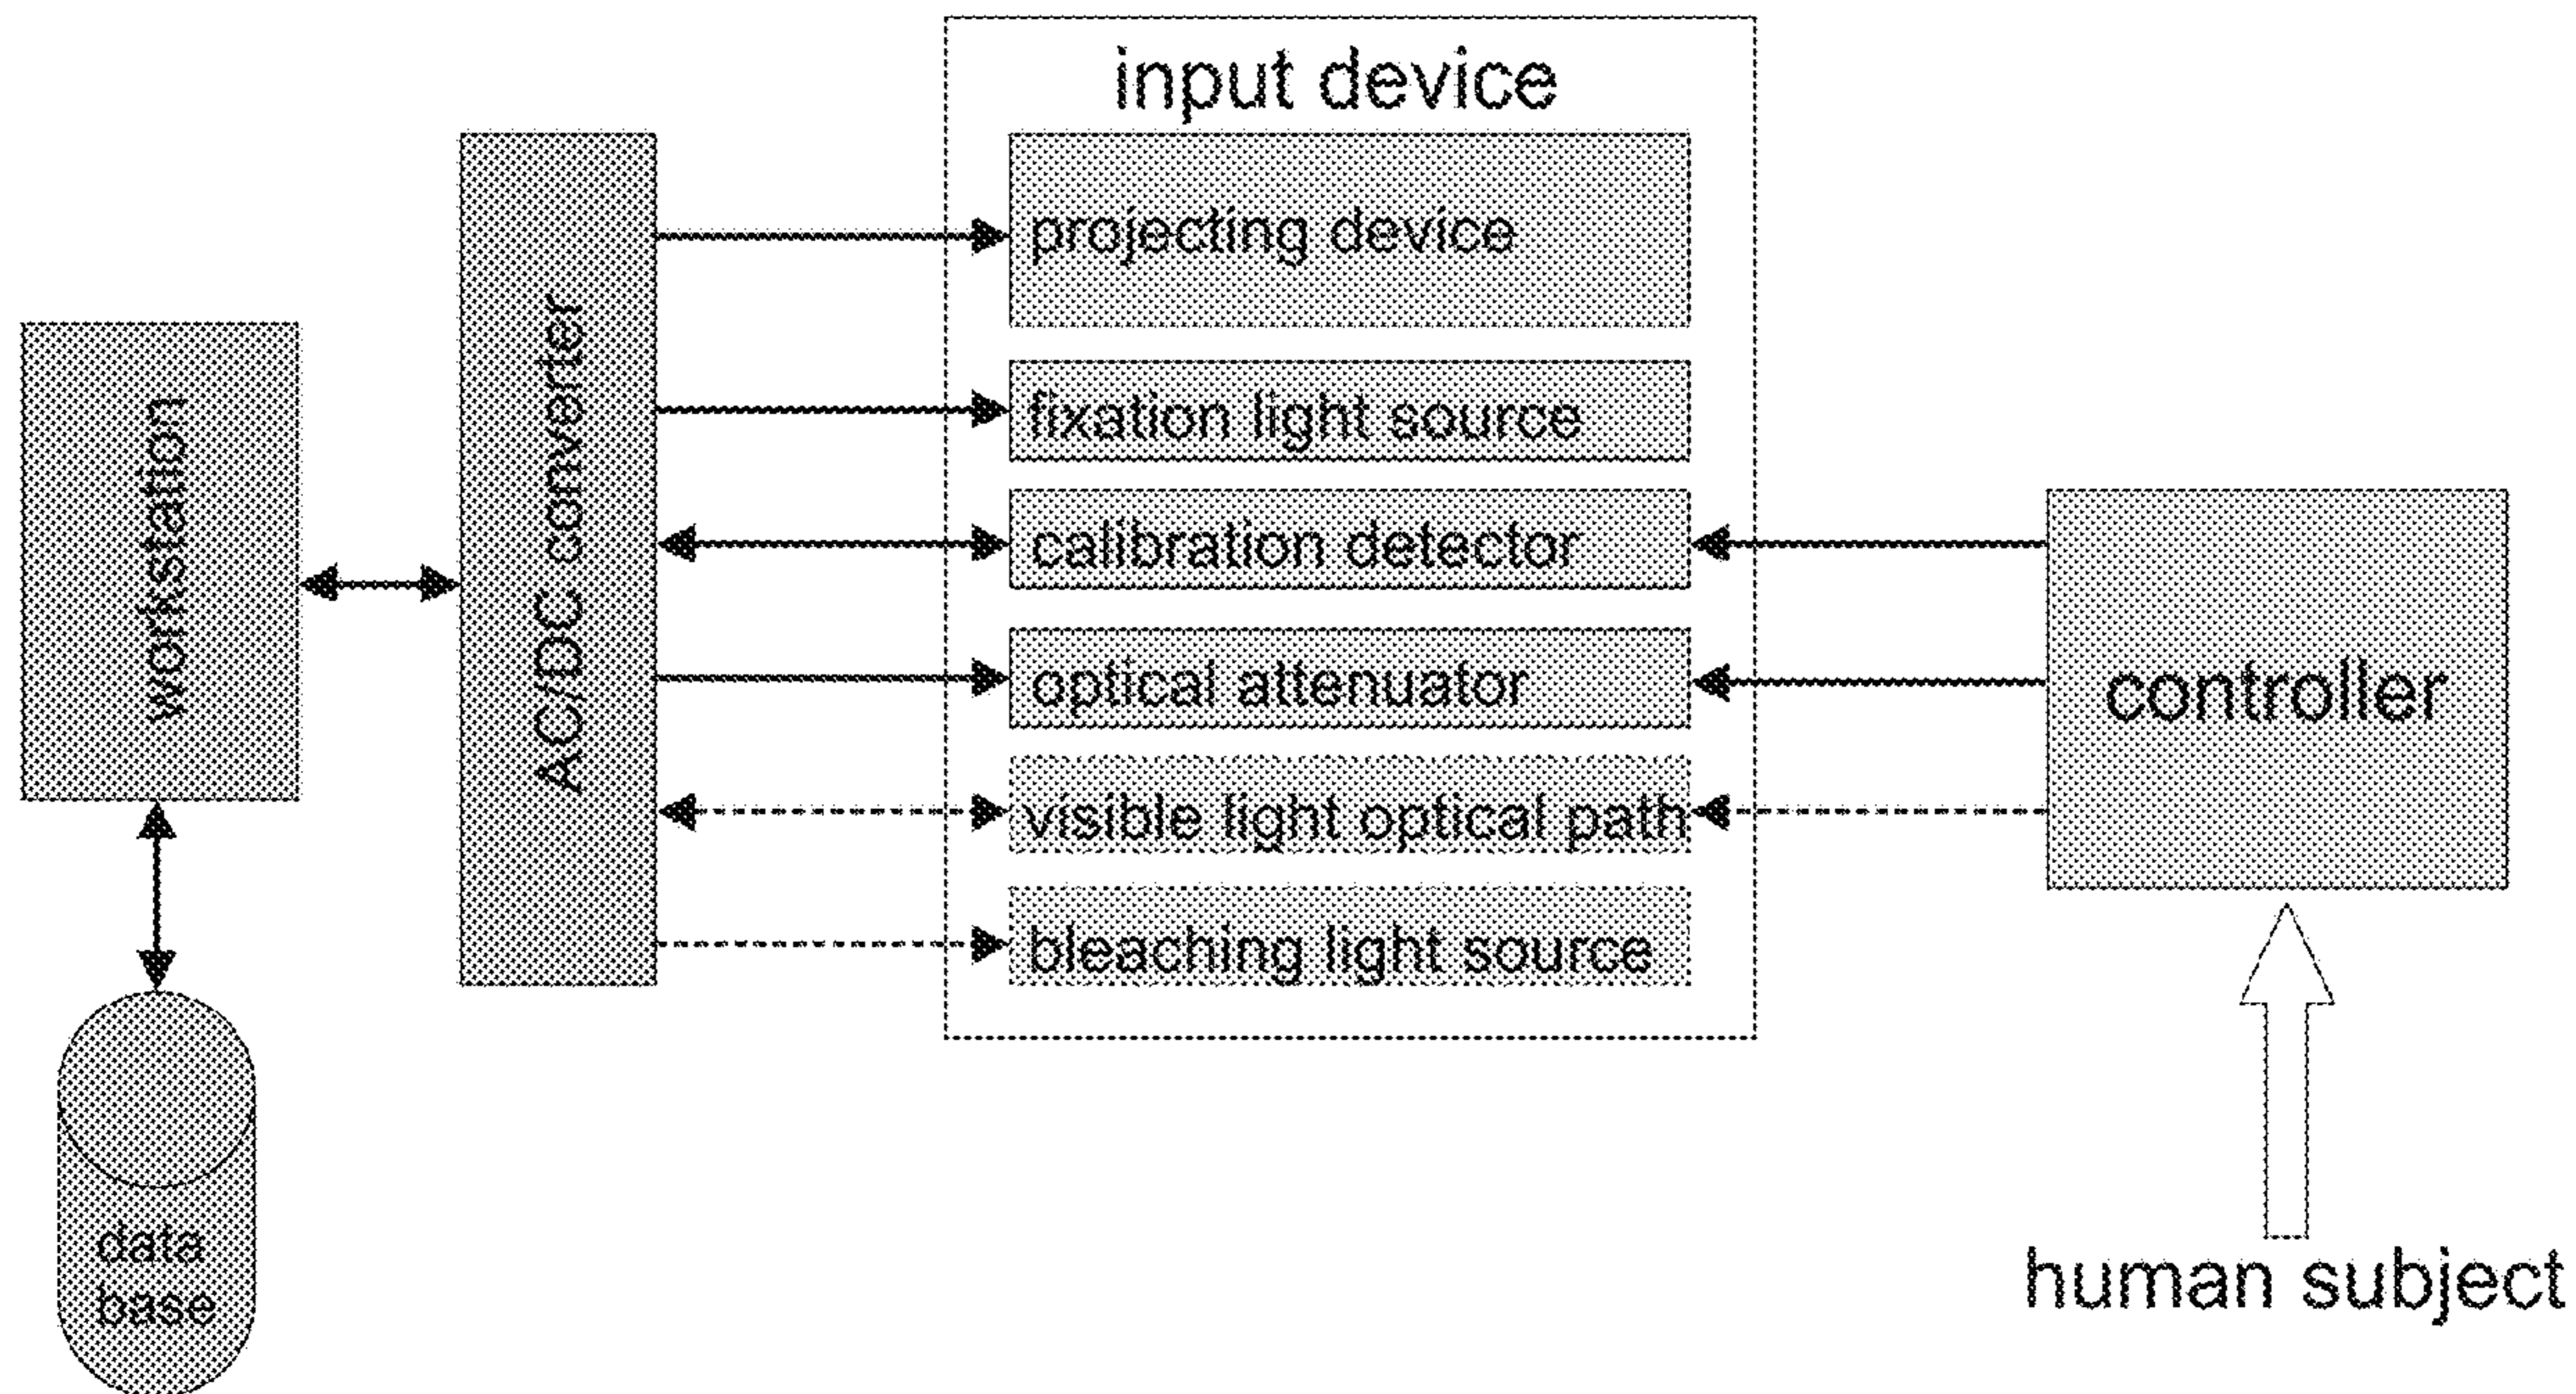 input device
projecting device
fixation light source
calibration detector
optical attenuator
visible light optical path
bleaching light source
AC/DC converter
workstation
data
base
controller
human subject